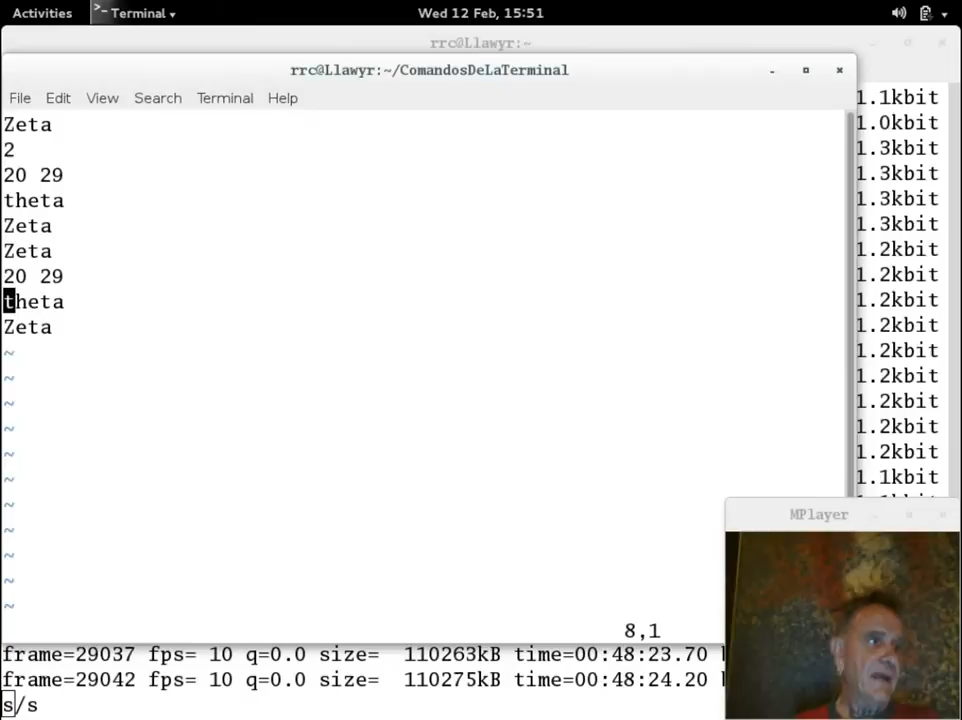 Activities Terminal Wed 12 Feb, 15:51
rrc@Llawyr:~
rrc@Llawyr:~/ComandosDeLaTerminal
File Edit View Search Terminal Help
Zeta
2
20 29
theta
Zeta
Zeta
20 29
theta
Zeta
~
~
~
~
~
~
~
~
~
~
~
8,1
1.1kbit
1.0kbit
1.3kbit
1.3kbit
1.3kbit
1.3kbit
1.2kbit
1.2kbit
1.2kbit
1.2kbit
1.2kbit
1.2kbit
1.2kbit
1.2kbit
1.2kbit
1.1kbit
MPlayer
frame=29037 fps= 10 q=0.0 size= 110263kB time=00:48:23.70
frame=29042 fps= 10 q=0.0 size= 110275kB time=00:48:24.20
s/s